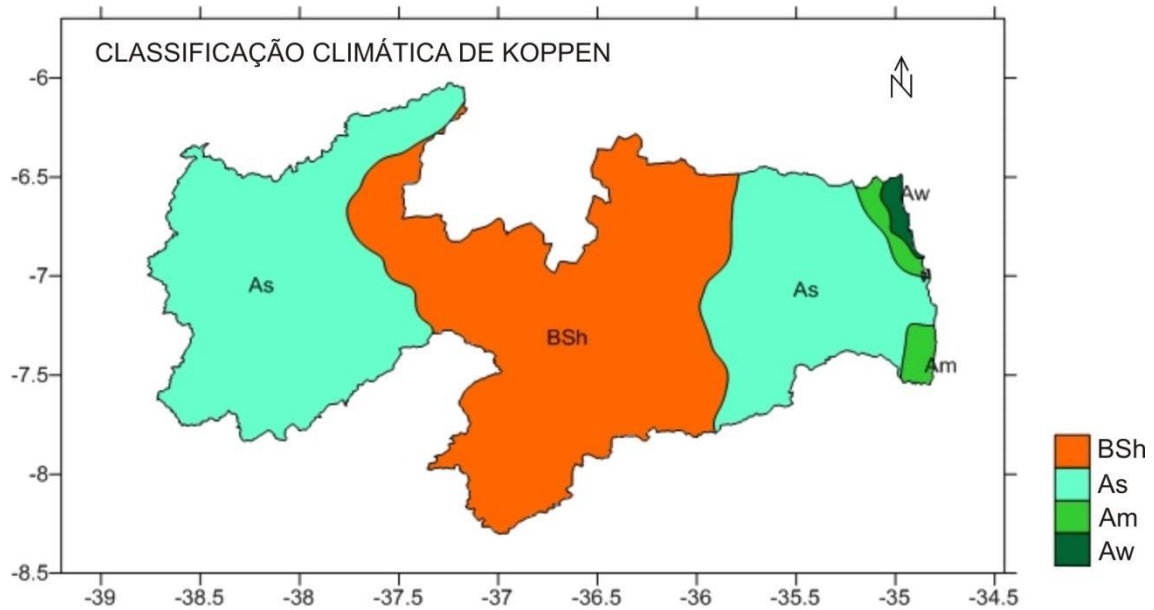 CLASSIFICAÇÃO CLIMÁTICA DE KOPPEN
N
-6
-6.5
-7
-7.5
-8
-8.5
Aw
As
As
BSh
Am
BSh
As
Am
Aw
-39
-38.5
-38
-37.5
-37
-36.5
-36
-35.5
-35
-34.5